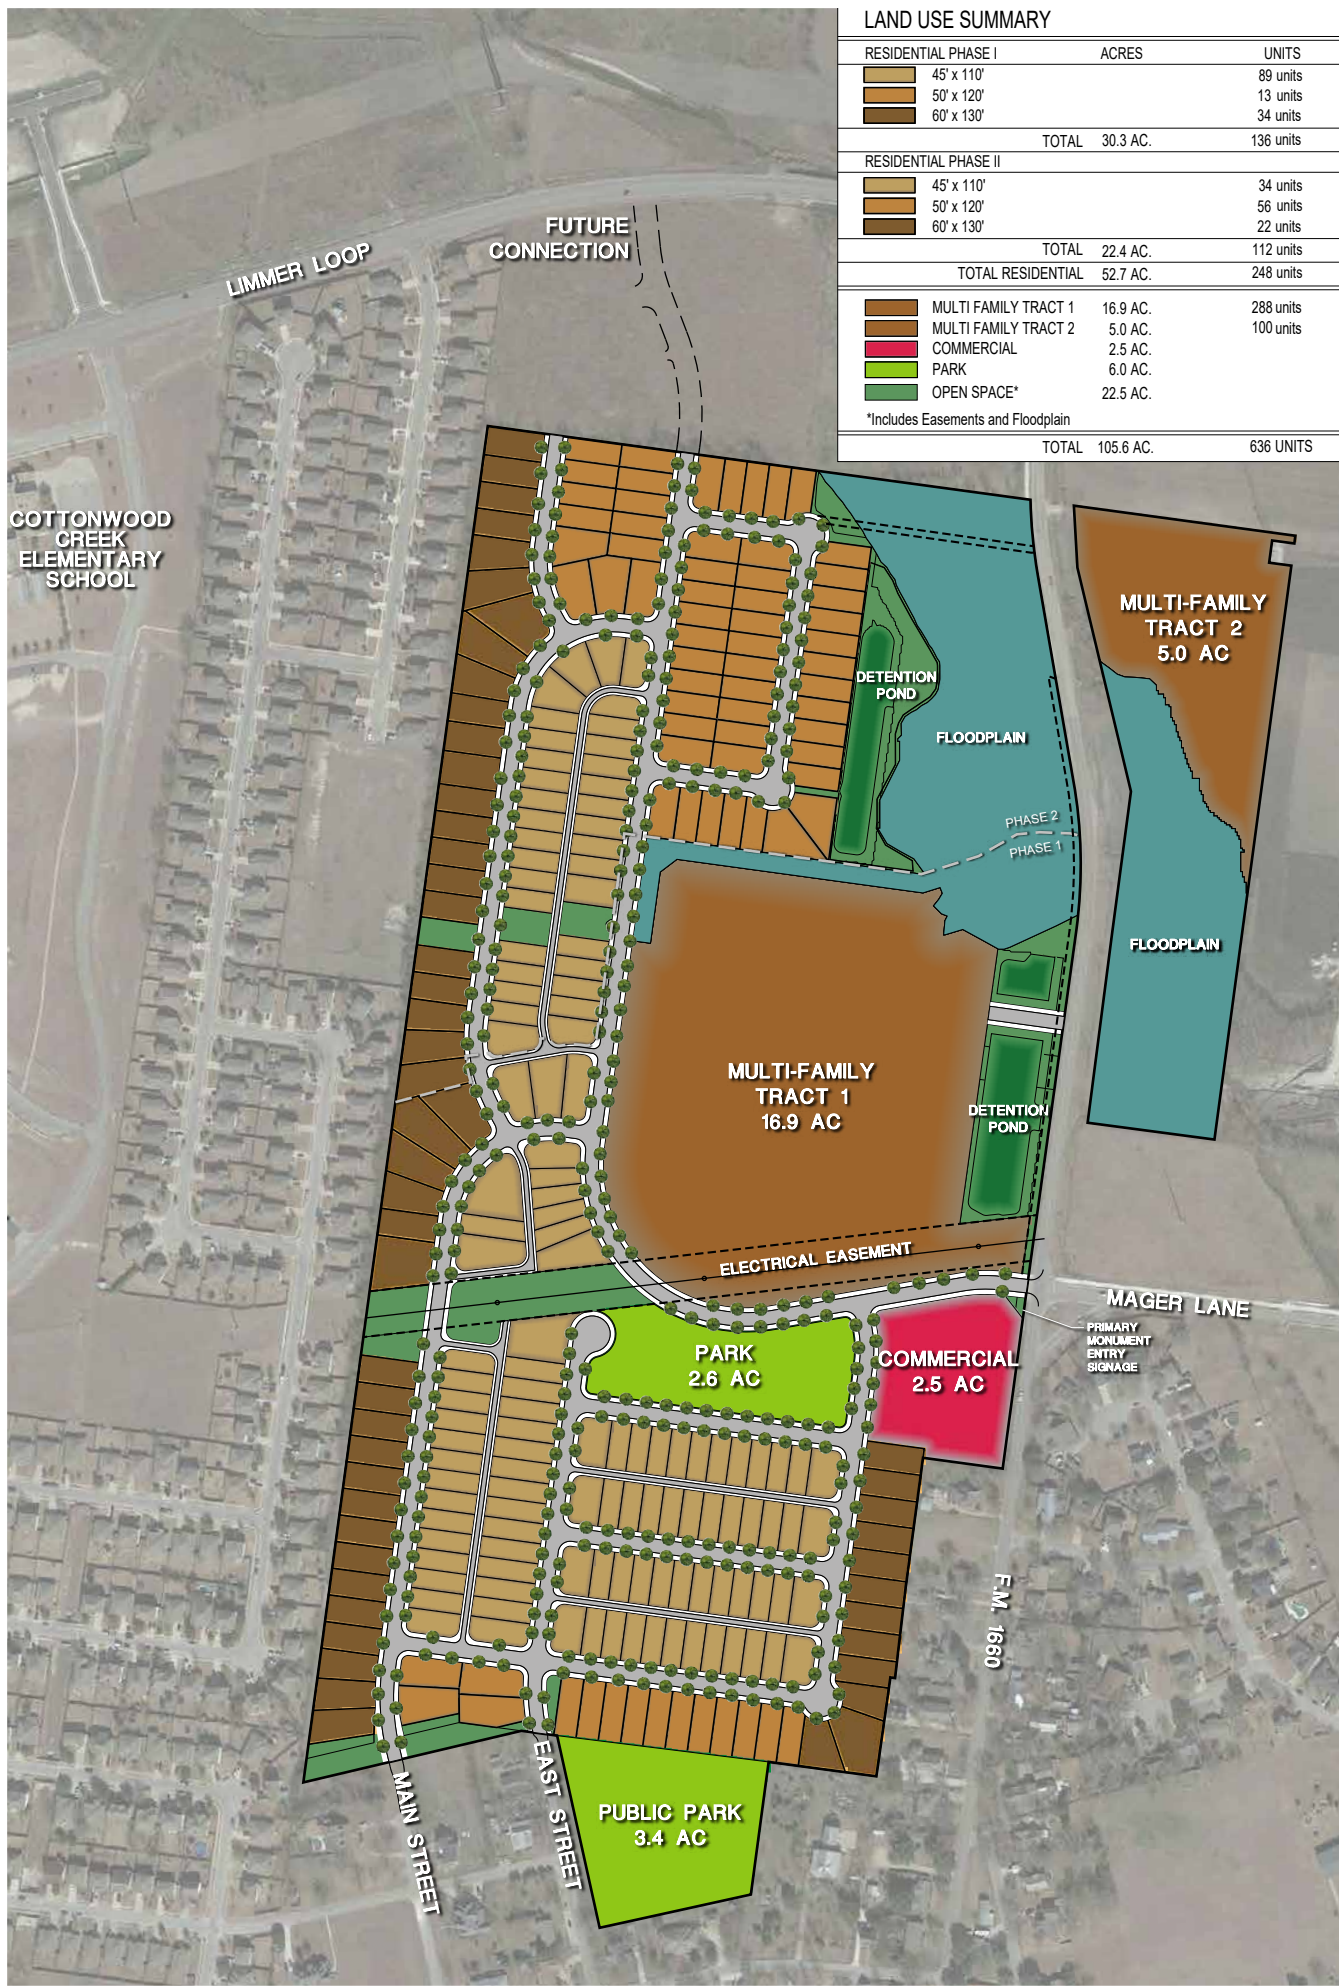 LAND USE SUMMARY
RESIDENTIAL PHASE I ACRES UNITS
45' x 110' 89 units
50' x 120' 13 units
60' x 130' 34 units
TOTAL 30.3 AC. 136 units
RESIDENTIAL PHASE II
45' x 110' 34 units
50' x 120' 56 units
60' x 130' 22 units
TOTAL 22.4 AC. 112 units
TOTAL RESIDENTIAL 52.7 AC. 248 units
MULTI FAMILY TRACT 1 16.9 AC. 288 units
MULTI FAMILY TRACT 2 5.0 AC. 100 units
COMMERCIAL 2.5 AC.
PARK 6.0 AC.
OPEN SPACE* 22.5 AC.
*Includes Easements and Floodplain
TOTAL 105.6 AC. 636 UNITS
FUTURE
CONNECTION
LIMMER LOOP
COTTONWOOD
CREEK
ELEMENTARY
SCHOOL
MULTI-FAMILY
TRACT 2
5.0 AC
DETENTION
POND
FLOODPLAIN
PHASE 2
PHASE 1
FLOODPLAIN
MULTI-FAMILY
TRACT 1
16.9 AC
DETENTION
POND
ELECTRICAL EASEMENT
MAGER LANE
PRIMARY
MONUMENT
ENTRY
SIGNAGE
PARK
2.6 AC
COMMERCIAL
2.5 AC
F.M. 1660
MAIN STREET
EAST STREET
PUBLIC PARK
3.4 AC